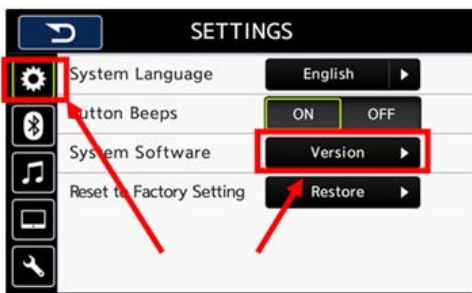 SETTINGS
System Language English
Button Beeps ON OFF
System Software Version
Reset to Factory Setting Restore